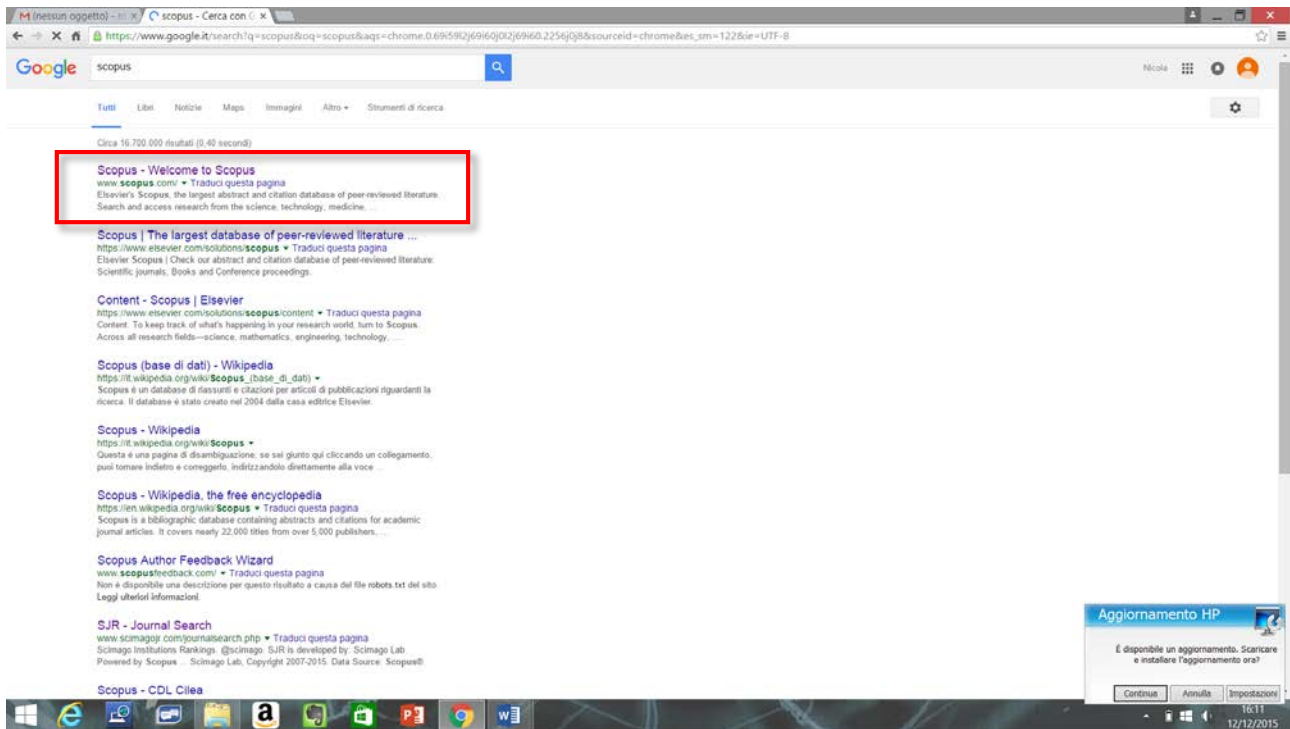 M (nessun oggetto) -
scopus - Cerca con G
https://www.google.it/search?q=scopus&oq=scopus&aqs=chrome.0.69i59l2j69i60j0l2j69i60.2256j0j8&sourceid=chrome&es_sm=122&ie=UTF-8
Google
scopus
Nicola
Tutti Libri Notizie Maps Immagini Altro Strumenti di ricerca
Circa 16.700.000 risultati (0,40 secondi)
Scopus - Welcome to Scopus
www.scopus.com/ Traduci questa pagina
Elsevier's Scopus, the largest abstract and citation database of peer-reviewed literature.
Search and access research from the science, technology, medicine, ...
Scopus | The largest database of peer-reviewed literature ...
https://www.elsevier.com/solutions/scopus Traduci questa pagina
Elsevier Scopus | Check our abstract and citation database of peer-reviewed literature:
Scientific journals, Books and Conference proceedings.
Content - Scopus | Elsevier
https://www.elsevier.com/solutions/scopus/content Traduci questa pagina
Content. To keep track of what's happening in your research world, turn to Scopus.
Across all research fields—science, mathematics, engineering, technology, ...
Scopus (base di dati) - Wikipedia
https://it.wikipedia.org/wiki/Scopus_(base_di_dati)
Scopus è un database di riassunti e citazioni per articoli di pubblicazioni riguardanti la
ricerca. Il database è stato creato nel 2004 dalla casa editrice Elsevier.
Scopus - Wikipedia
https://it.wikipedia.org/wiki/Scopus
Questa è una pagina di disambiguazione; se sei giunto qui cliccando un collegamento,
puoi tornare indietro e correggerlo, indirizzandolo direttamente alla voce ...
Scopus - Wikipedia, the free encyclopedia
https://en.wikipedia.org/wiki/Scopus Traduci questa pagina
Scopus is a bibliographic database containing abstracts and citations for academic
journal articles. It covers nearly 22,000 titles from over 5,000 publishers, ...
Scopus Author Feedback Wizard
www.scopusfeedback.com/ Traduci questa pagina
Non è disponibile una descrizione per questo risultato a causa del file robots.txt del sito.
Leggi ulteriori informazioni.
SJR - Journal Search
www.scimagojr.com/journalsearch.php Traduci questa pagina
Scimago Institutions Rankings. @scimago. SJR is developed by: Scimago Lab.
Powered by Scopus ... Scimago Lab, Copyright 2007-2015. Data Source: Scopus®
Scopus - CDL Cilea
Aggiornamento HP
È disponibile un aggiornamento. Scaricare
e installare l'aggiornamento ora?
Continua Annulla Impostazioni
16:11
12/12/2015